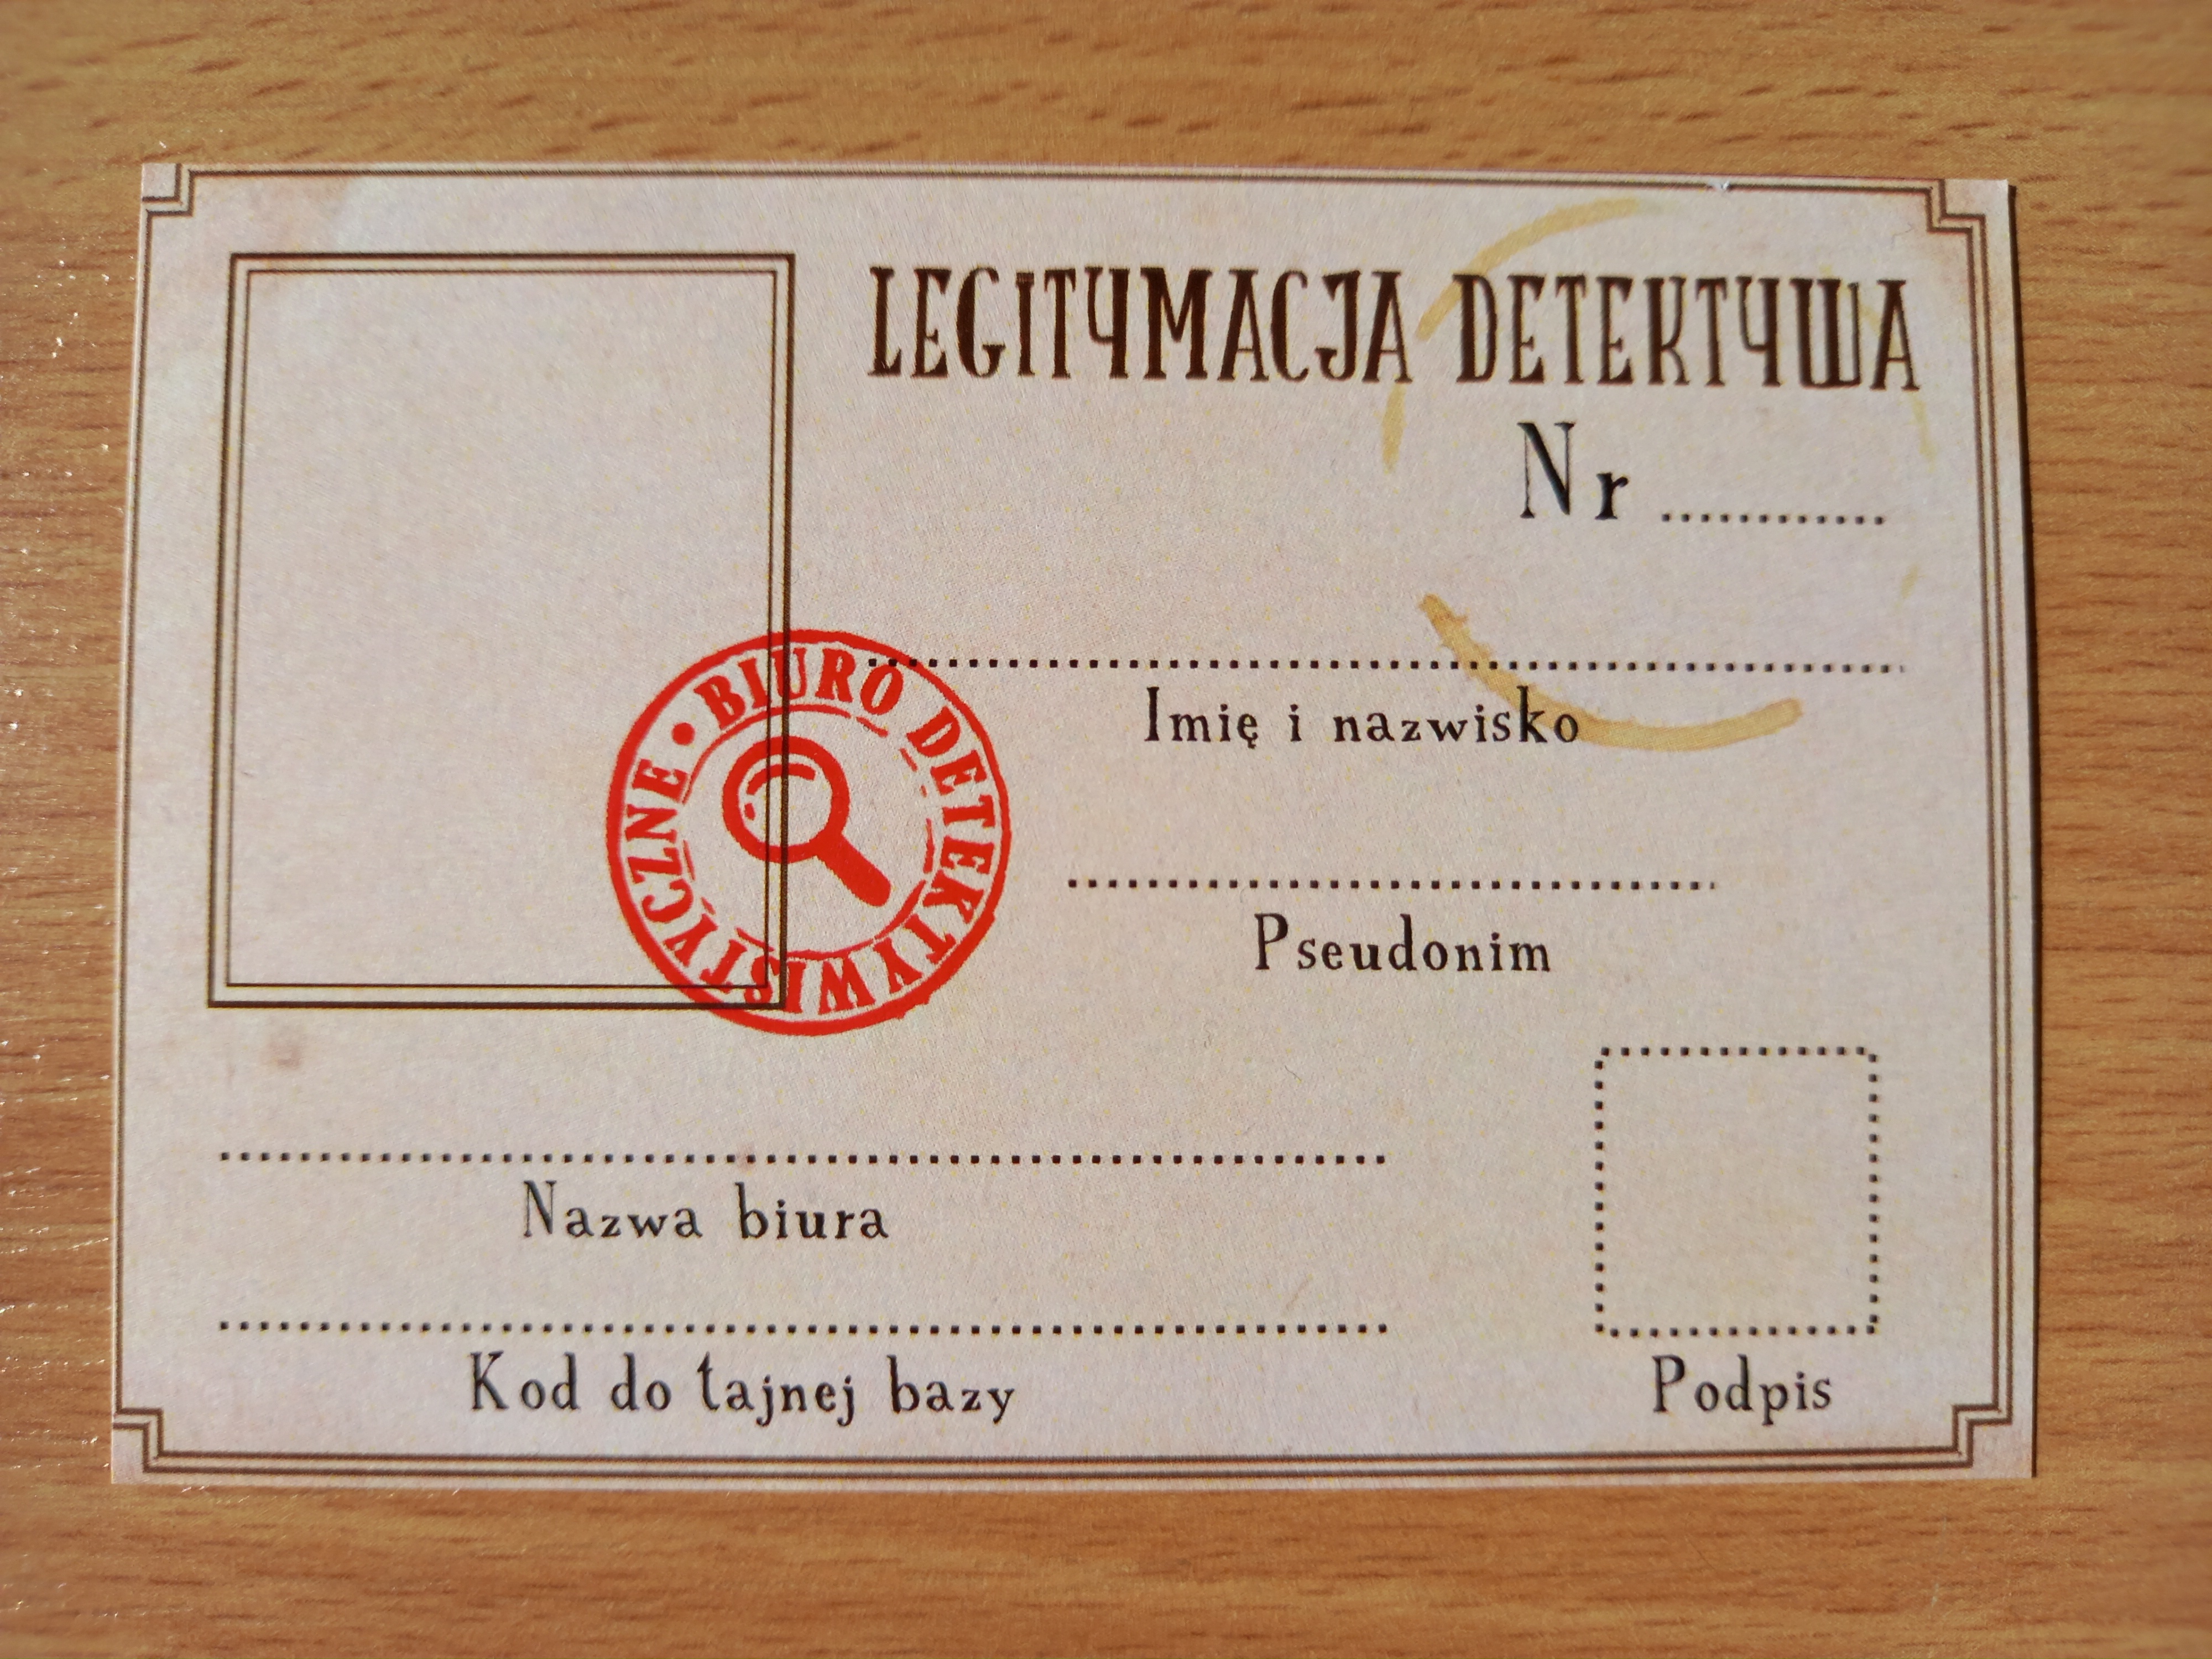 LEGITYMACJA DETEKTYWA
Nr ............
Imię i nazwisko
BIURO DETEKTYWISTYCZNE •
Pseudonim
Nazwa biura
Kod do tajnej bazy
Podpis